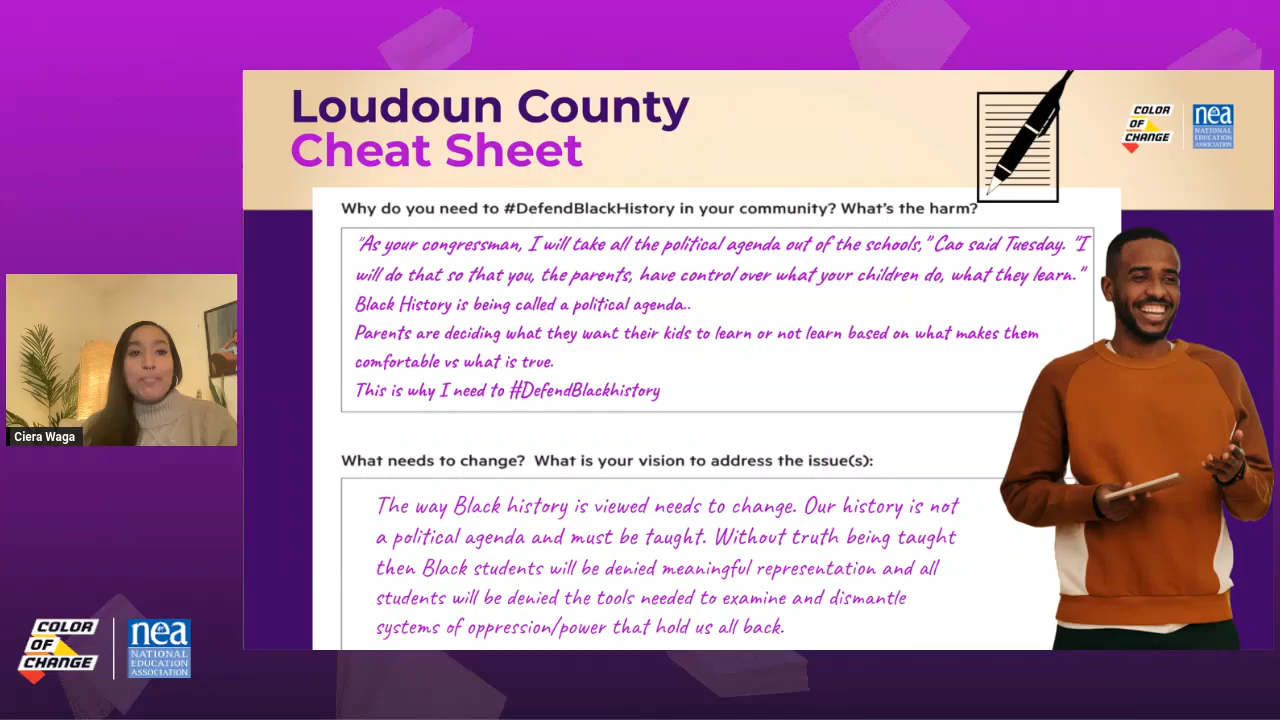 Loudoun County
Cheat Sheet
COLOR
OF
CHANGE
nea
NATIONAL
EDUCATION
ASSOCIATION
Why do you need to #DefendBlackHistory in your community? What's the harm?
"As your congressman, I will take all the political agenda out of the schools," Cao said Tuesday. "I
will do that so that you, the parents, have control over what your children do, what they learn."
Black History is being called a political agenda..
Parents are deciding what they want their kids to learn or not learn based on what makes them
comfortable vs what is true.
This is why I need to #DefendBlackhistory
Ciera Waga
What needs to change?  What is your vision to address the issue(s):
The way Black history is viewed needs to change. Our history is not
a political agenda and must be taught. Without truth being taught
then Black students will be denied meaningful representation and all
students will be denied the tools needed to examine and dismantle
systems of oppression/power that hold us all back.
COLOR
OF
CHANGE
nea
NATIONAL
EDUCATION
ASSOCIATION